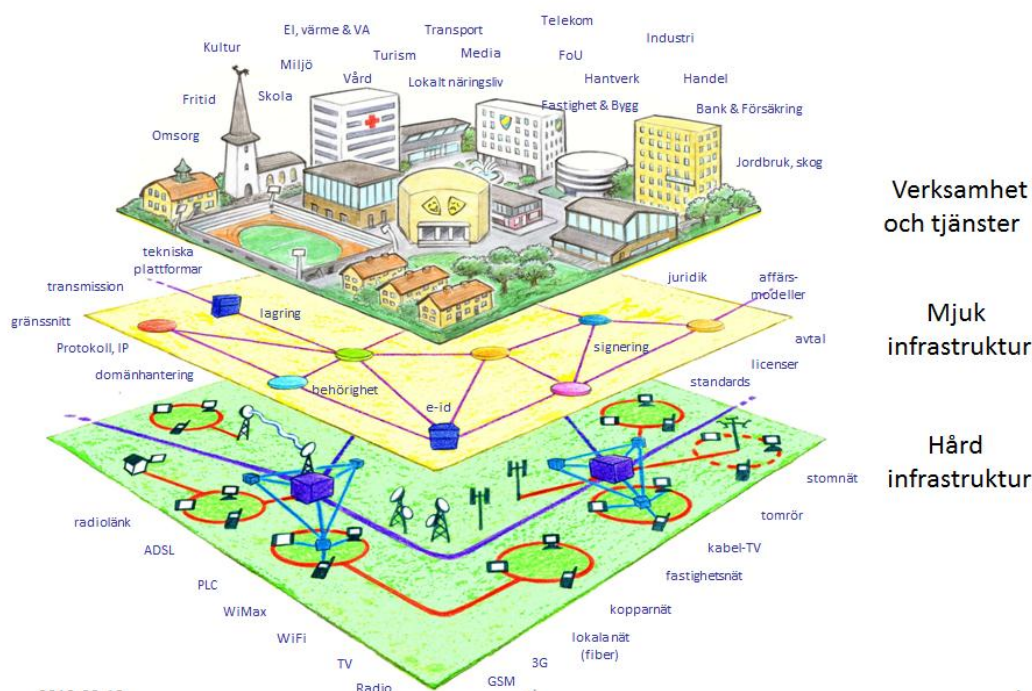 Telekom
El, värme & VA
Transport
Industri
Kultur
Turism
Media
FoU
Miljö
Vård
Lokalt näringsliv
Hantverk
Handel
Fritid
Skola
Fastighet & Bygg
Bank & Försäkring
Omsorg
Jordbruk, skog
Verksamhet
och tjänster
tekniska
plattformar
transmission
lagring
juridik
affärs-
modeller
gränssnitt
Protokoll, IP
signering
avtal
Mjuk
infrastruktur
domänhantering
behörighet
licenser
standards
e-id
Hård
infrastruktur
stomnät
radiolänk
tomrör
ADSL
kabel-TV
PLC
fastighetsnät
WiMax
kopparnät
WiFi
lokala nät
(fiber)
TV
3G
Radio
GSM